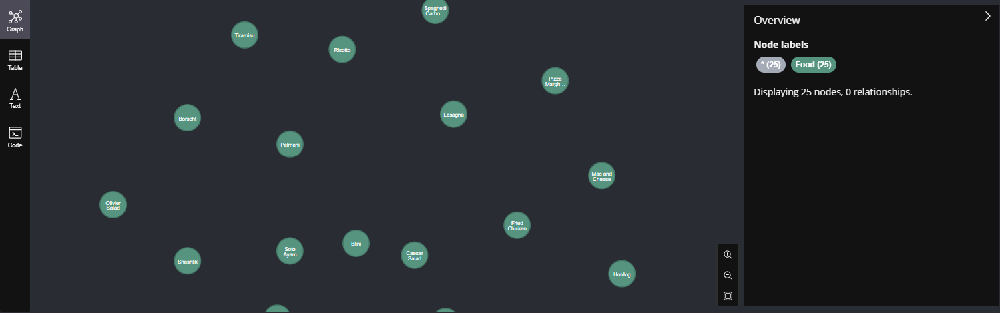 Graph
Table
Text
Code
Spaghetti
Carbo...
Tiramisu
Risotto
Pizza
Margh...
Borscht
Lasagna
Pelmeni
Mac and
Cheese
Olivier
Salad
Fried
Chicken
Blini
Soto
Ayam
Caesar
Salad
Shashlik
Hotdog
Overview
Node labels
* (25) Food (25)
Displaying 25 nodes, 0 relationships.